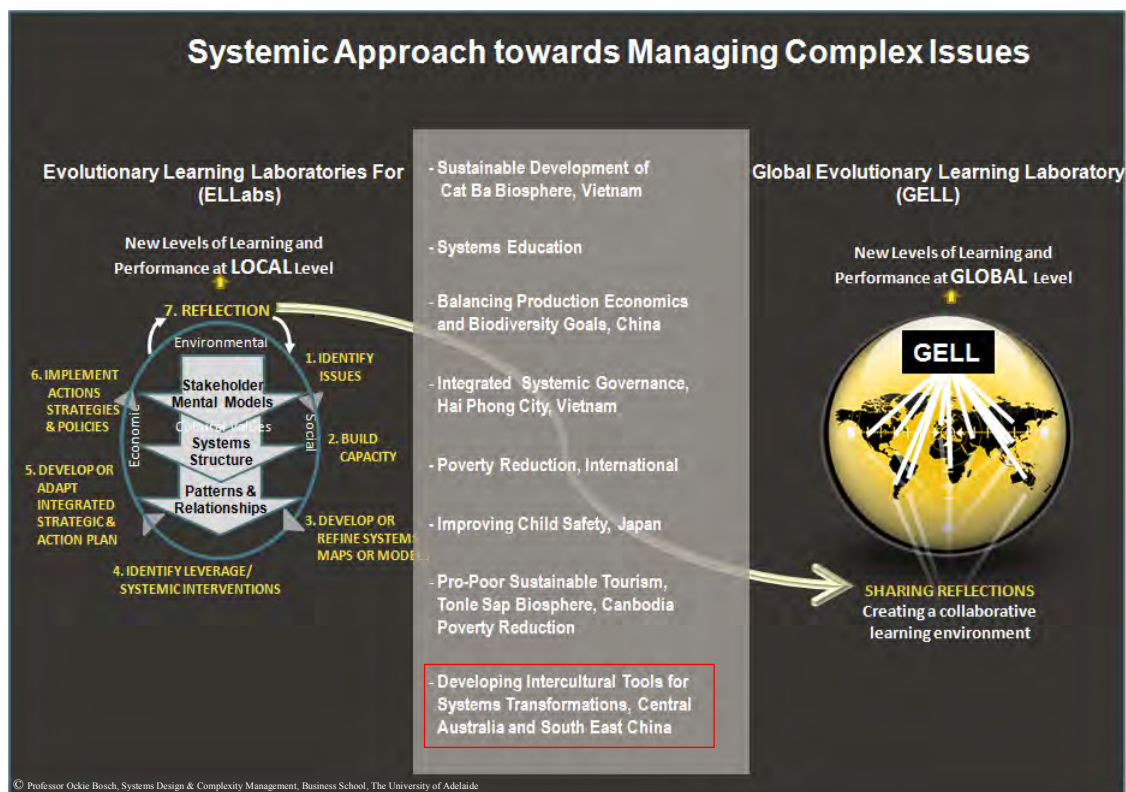 Systemic Approach towards Managing Complex Issues
Evolutionary Learning Laboratories For
(ELLabs)
New Levels of Learning and
Performance at LOCAL Level
7. REFLECTION
Environmental
1. IDENTIFY
ISSUES
6. IMPLEMENT
ACTIONS
STRATEGIES
& POLICIES
Stakeholder
Mental Models
Cultural Values
Economic
Social
Systems
Structure
2. BUILD
CAPACITY
5. DEVELOP OR
ADAPT
INTEGRATED
STRATEGIC &
ACTION PLAN
Patterns &
Relationships
3. DEVELOP OR
REFINE SYSTEMS
MAPS OR MODEL
4. IDENTIFY LEVERAGE/
SYSTEMIC INTERVENTIONS
- Sustainable Development of
Cat Ba Biosphere, Vietnam
- Systems Education
- Balancing Production Economics
and Biodiversity Goals, China
- Integrated Systemic Governance,
Hai Phong City, Vietnam
- Poverty Reduction, International
- Improving Child Safety, Japan
- Pro-Poor Sustainable Tourism,
Tonle Sap Biosphere, Canbodia
Poverty Reduction
- Developing Intercultural Tools for
Systems Transformations, Central
Australia and South East China
Global Evolutionary Learning Laboratory
(GELL)
New Levels of Learning and
Performance at GLOBAL Level
GELL
SHARING REFLECTIONS
Creating a collaborative
learning environment
© Professor Ockie Bosch, Systems Design & Complexity Management, Business School, The University of Adelaide